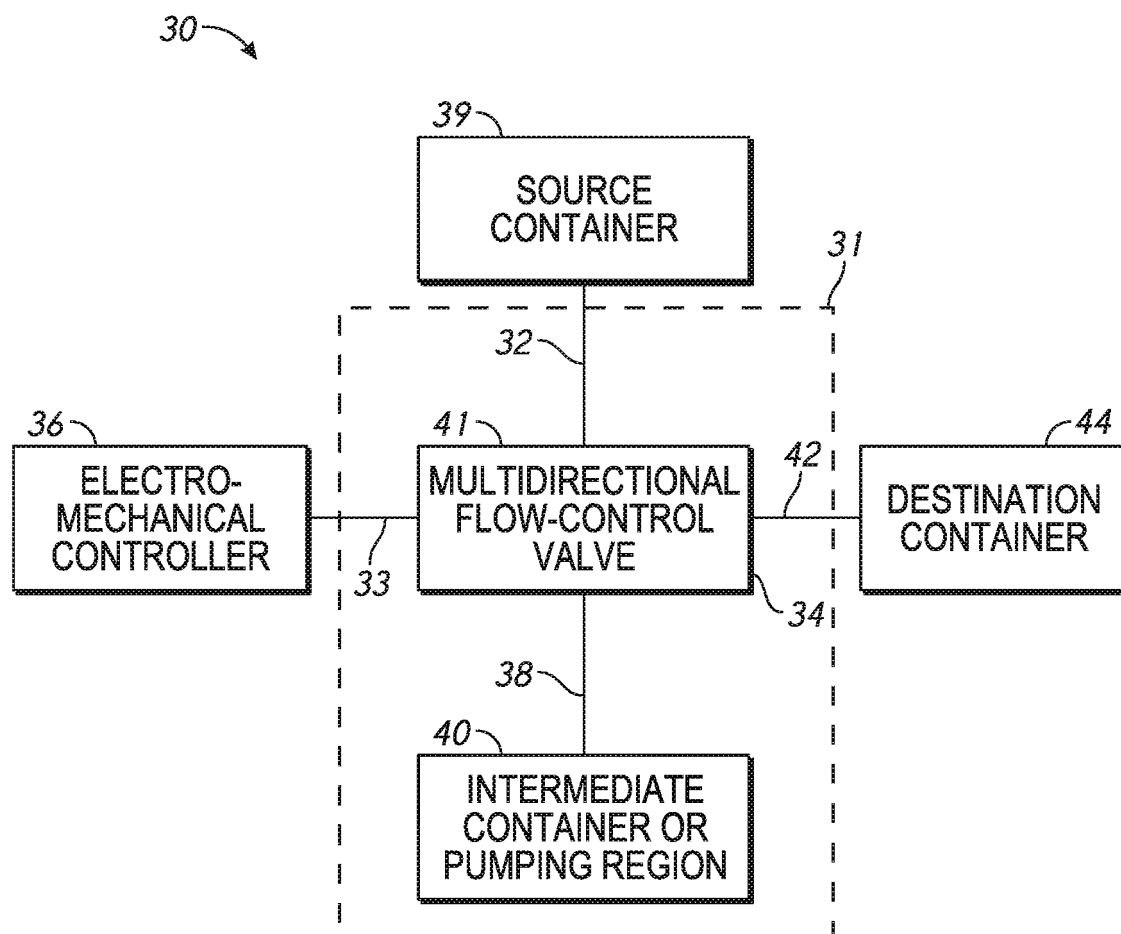 30
39
SOURCE
CONTAINER
31
32
36
ELECTRO-
MECHANICAL
CONTROLLER
33
41
MULTIDIRECTIONAL
FLOW-CONTROL
VALVE
34
42
44
DESTINATION
CONTAINER
38
40
INTERMEDIATE
CONTAINER OR
PUMPING REGION